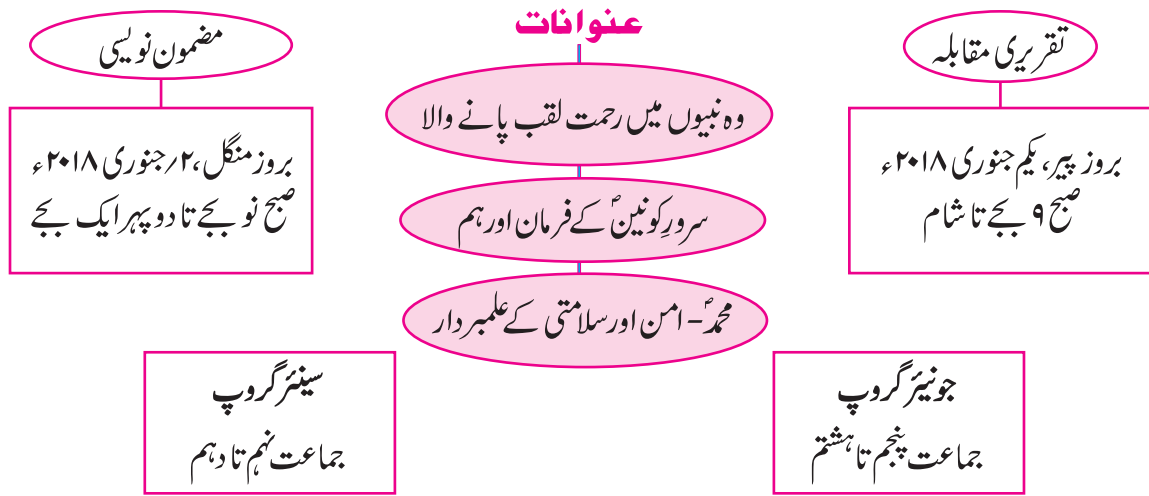 عنوانات
تقریری مقابلہ
بروز پیر، یکم جنوری ۲۰۱۸ء
صبح ۹ بجے تا شام
وہ نبیوں میں رحمت لقب پانے والا
سرورِ کونینؐ کے فرمان اور ہم
محمدؐ - امن اور سلامتی کے علمبردار
مضمون نویسی
بروز منگل، ۲؍جنوری ۲۰۱۸ء
صبح نو بجے تا دوپہر ایک بجے
جونیئر گروپ
جماعت پنجم تا ہشتم
سینئر گروپ
جماعت نہم تا دہم